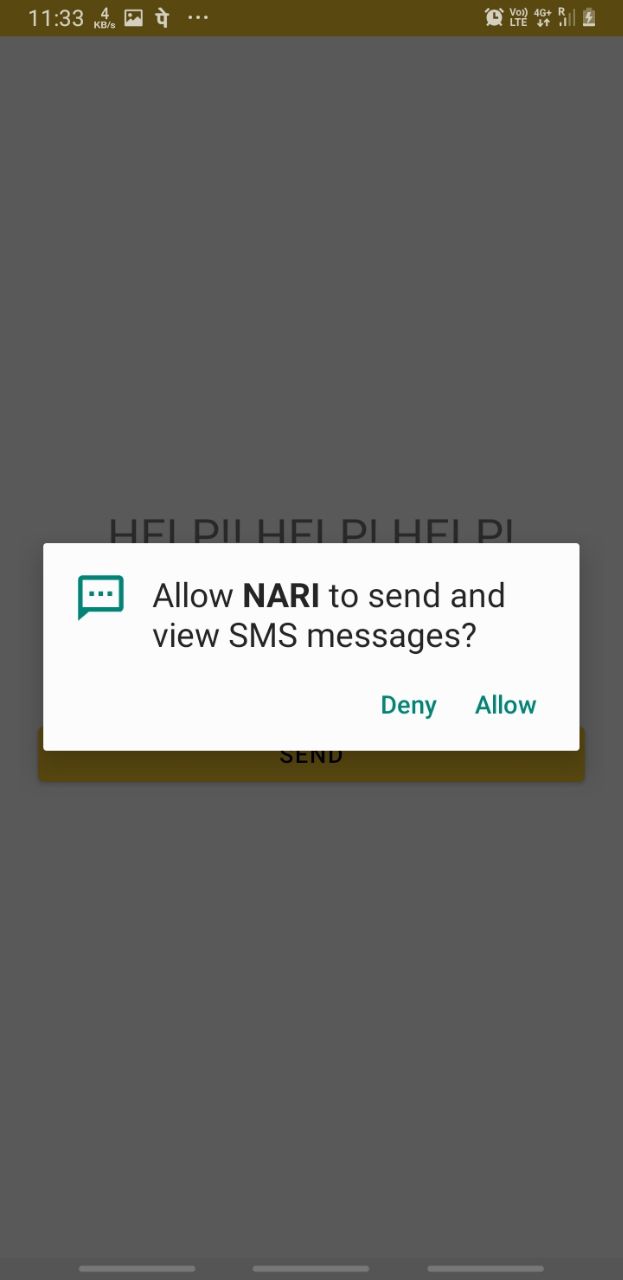 11:33 4 KB/s पे ...
Vo)) LTE 4G+ R
HELP!! HELP! HELP!
Allow NARI to send and
view SMS messages?
Deny Allow
SEND